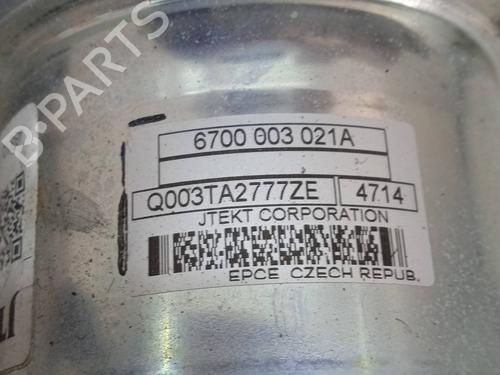 B-PARTS
6700 003 021A
Q003TA2777ZE 4714
JTEKT CORPORATION
EPCE CZECH REPUB.